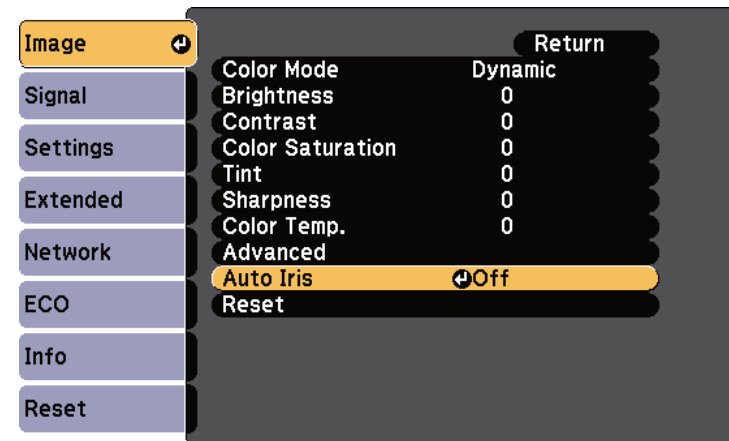 Image
Signal
Settings
Extended
Network
ECO
Info
Reset
Return
Color Mode Dynamic
Brightness 0
Contrast 0
Color Saturation 0
Tint 0
Sharpness 0
Color Temp. 0
Advanced
Auto Iris Off
Reset